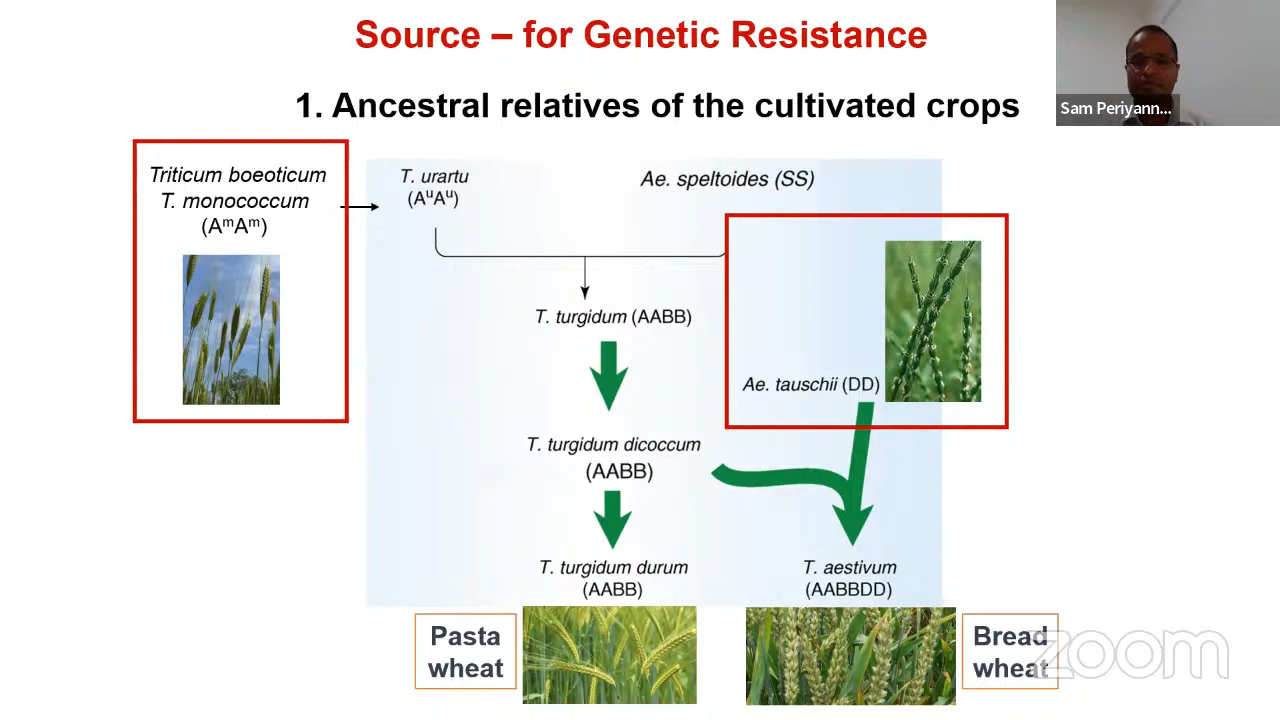 Source – for Genetic Resistance
1. Ancestral relatives of the cultivated crops
Sam Periyann...
Triticum boeoticum
T. monococcum
(AᵐAᵐ)
T. urartu
(AᵘAᵘ)
Ae. speltoides (SS)
T. turgidum (AABB)
Ae. tauschii (DD)
T. turgidum dicoccum
(AABB)
T. turgidum durum
(AABB)
T. aestivum
(AABBDD)
Pasta
wheat
Bread
wheat
zoom